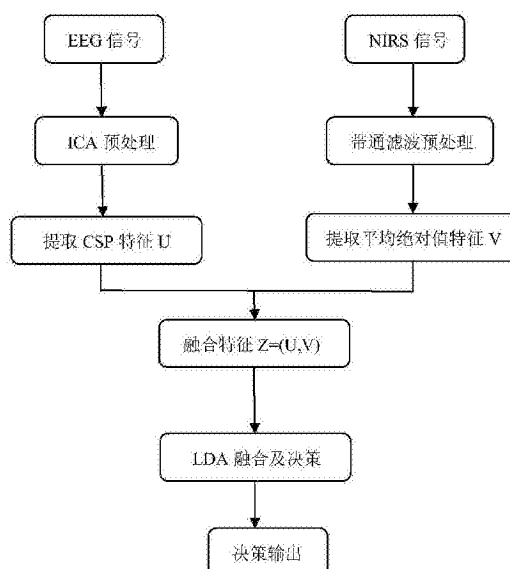 EEG 信号
NIRS 信号
ICA 预处理
带通滤波预处理
提取 CSP 特征 U
提取平均绝对值特征 V
融合特征 Z=(U,V)
LDA 融合及决策
决策输出